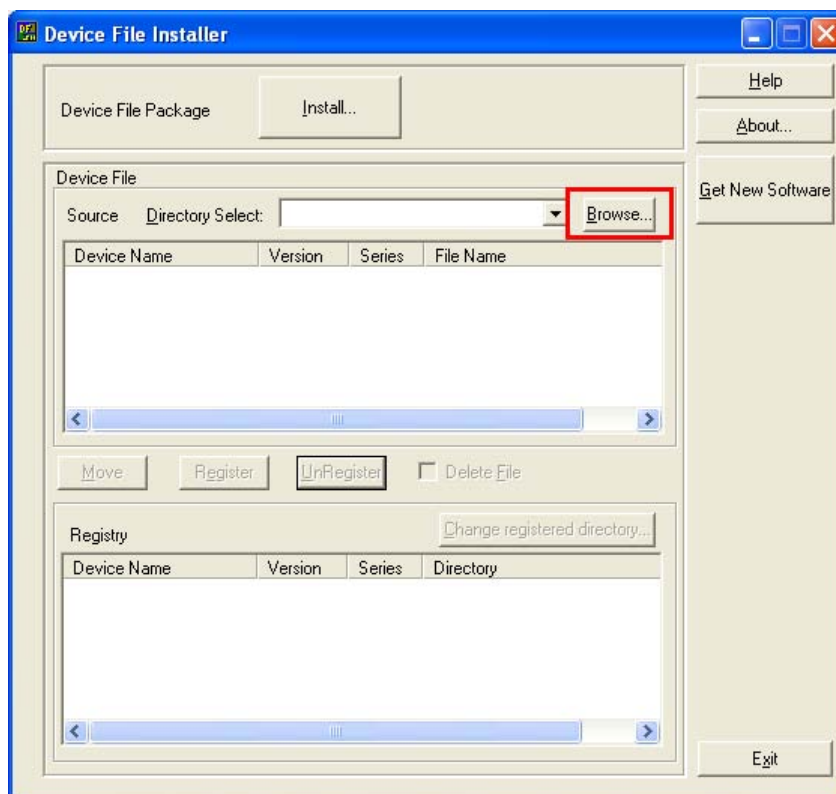 Device File Installer
Device File Package
Install...
Help
About...
Get New Software
Device File
Source Directory Select:
Browse...
Device Name Version Series File Name
Move Register UnRegister Delete File
Registry
Change registered directory...
Device Name Version Series Directory
Exit